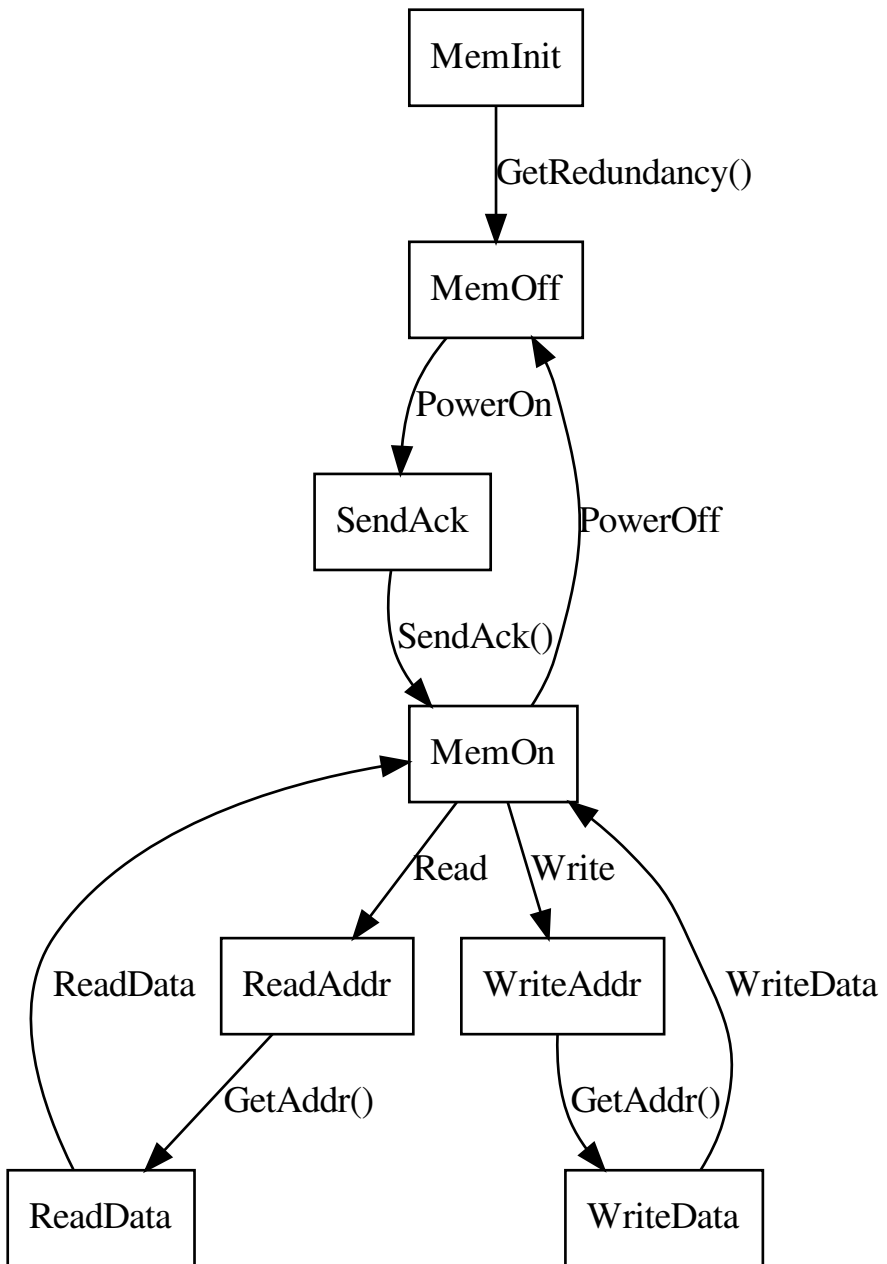 MemInit
GetRedundancy()
MemOff
PowerOn
SendAck
PowerOff
SendAck()
MemOn
Read
Write
ReadData
ReadAddr
WriteAddr
WriteData
GetAddr()
GetAddr()
ReadData
WriteData